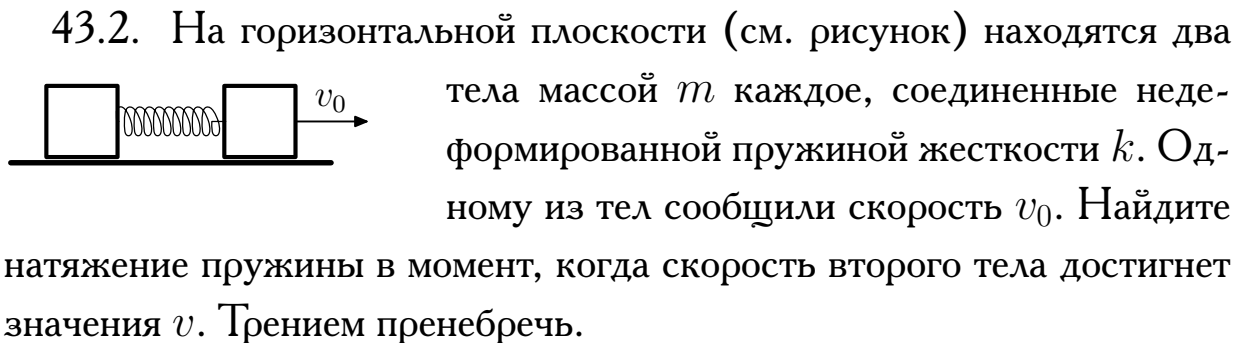 43.2. На горизонтальной плоскости (см. рисунок) находятся два
v₀
тела массой m каждое, соединенные неде-
формированной пружиной жесткости k. Од-
ному из тел сообщили скорость v₀. Найдите
натяжение пружины в момент, когда скорость второго тела достигнет
значения v. Трением пренебречь.